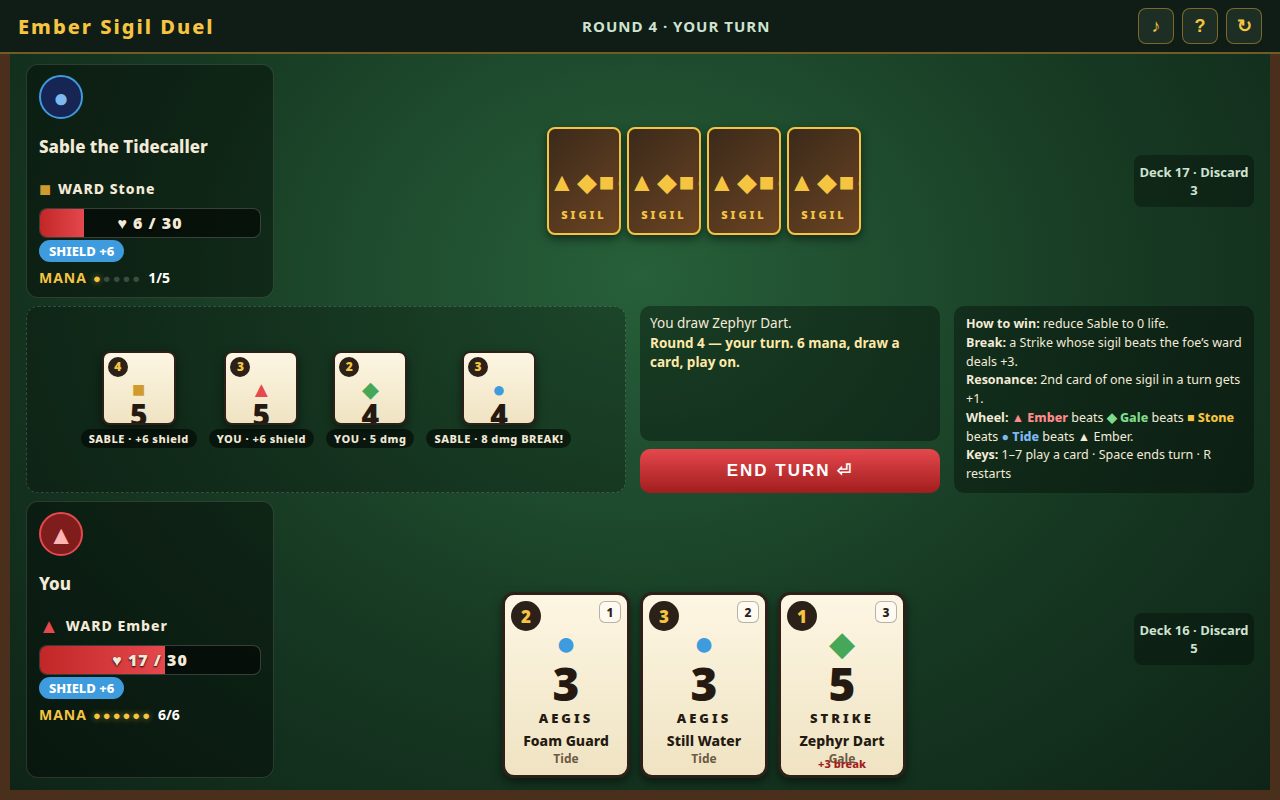 Ember Sigil Duel
ROUND 4 · YOUR TURN
♪
?
↻
Sable the Tidecaller
■ WARD Stone
♥ 6 / 30
SHIELD +6
MANA ●●●●● 1/5
▲◆■
SIGIL
▲◆■
SIGIL
▲◆■
SIGIL
▲◆■
SIGIL
Deck 17 · Discard
3
4
■
5
SABLE · +6 shield
3
▲
5
YOU · +6 shield
2
◆
4
YOU · 5 dmg
3
●
4
SABLE · 8 dmg BREAK!
You draw Zephyr Dart.
Round 4 — your turn. 6 mana, draw a
card, play on.
END TURN ⏎
How to win: reduce Sable to 0 life.
Break: a Strike whose sigil beats the foe's ward
deals +3.
Resonance: 2nd card of one sigil in a turn gets
+1.
Wheel: ▲ Ember beats ◆ Gale beats ■ Stone
beats ● Tide beats ▲ Ember.
Keys: 1–7 play a card · Space ends turn · R
restarts
▲
You
▲ WARD Ember
♥ 17 / 30
SHIELD +6
MANA ●●●●●● 6/6
2
1
●
3
AEGIS
Foam Guard
Tide
3
2
●
3
AEGIS
Still Water
Tide
1
3
◆
5
STRIKE
Zephyr Dart
Gale
+3 break
Deck 16 · Discard
5